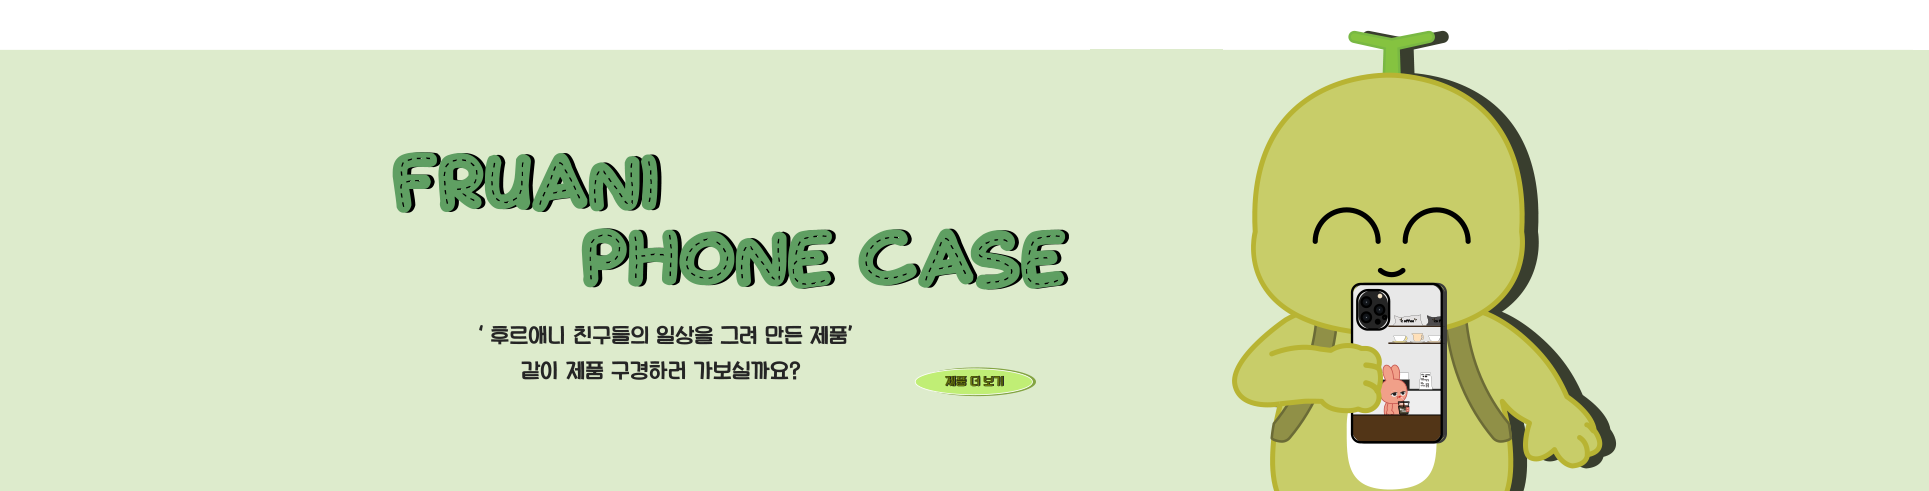 FRUANI
PHONE CASE
‘ 후르애니 친구들의 일상을 그려 만든 제품’
같이 제품 구경하러 가보실까요?
제품 더 보기